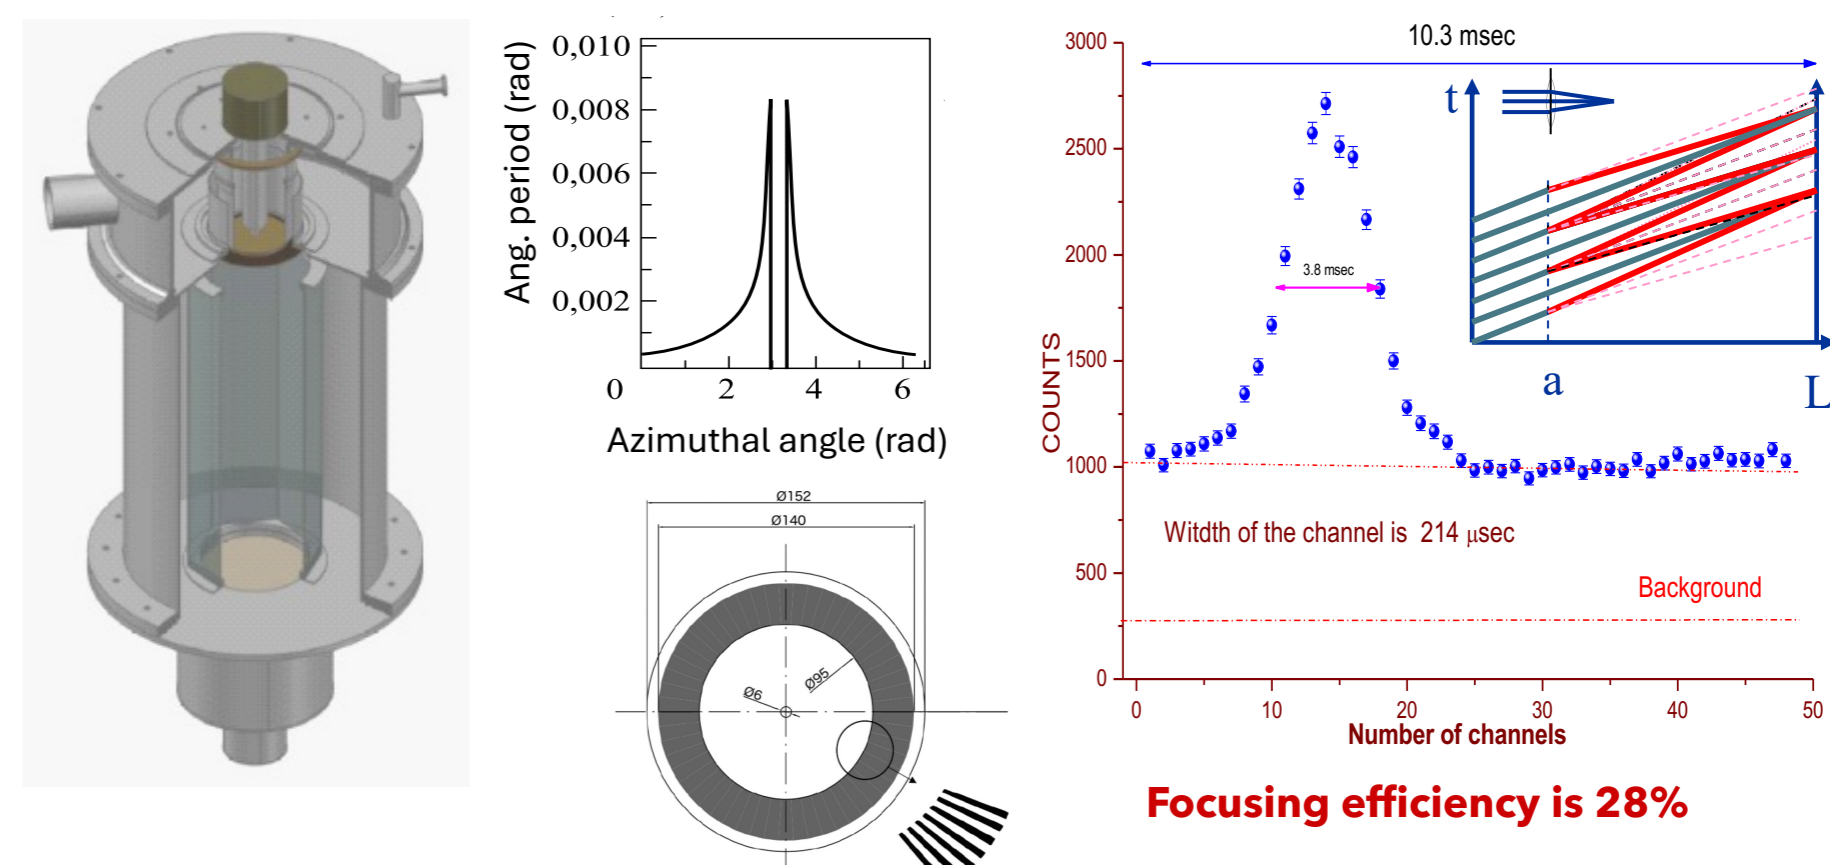 Ang. period (rad)
0,010
0,008
0,006
0,004
0,002
0
2
4
6
Azimuthal angle (rad)
Ø152
Ø140
Ø95
Ø6
3000
2500
2000
1500
1000
500
0
COUNTS
10.3 msec
t
3.8 msec
a
L
Witdth of the channel is 214 μsec
Background
0
10
20
30
40
50
Number of channels
Focusing efficiency is 28%